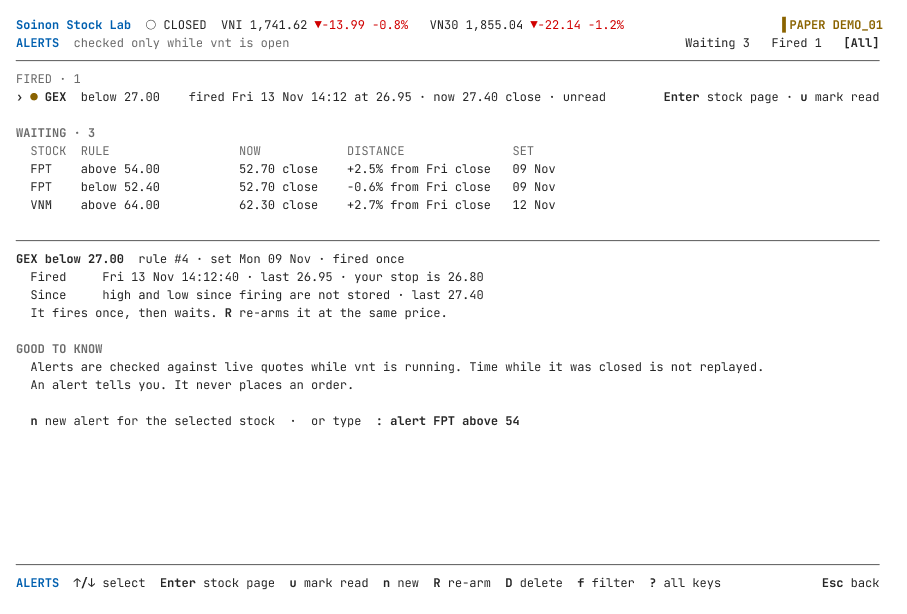 Soinon Stock Lab  ○ CLOSED  VNI 1,741.62 ▼-13.99 -0.8%   VN30 1,855.04 ▼-22.14 -1.2%   PAPER DEMO_01
ALERTS  checked only while vnt is open   Waiting 3   Fired 1   [All]
FIRED · 1
› ● GEX  below 27.00    fired Fri 13 Nov 14:12 at 26.95 · now 27.40 close · unread   Enter stock page · u mark read
WAITING · 3
STOCK  RULE   NOW   DISTANCE   SET
FPT   above 54.00   52.70 close   +2.5% from Fri close   09 Nov
FPT   below 52.40   52.70 close   -0.6% from Fri close   09 Nov
VNM   above 64.00   62.30 close   +2.7% from Fri close   12 Nov
GEX below 27.00  rule #4 · set Mon 09 Nov · fired once
Fired     Fri 13 Nov 14:12:40 · last 26.95 · your stop is 26.80
Since     high and low since firing are not stored · last 27.40
It fires once, then waits. R re-arms it at the same price.
GOOD TO KNOW
Alerts are checked against live quotes while vnt is running. Time while it was closed is not replayed.
An alert tells you. It never places an order.
n new alert for the selected stock  ·  or type  : alert FPT above 54
ALERTS  ↑/↓ select  Enter stock page  u mark read  n new  R re-arm  D delete  f filter  ? all keys   Esc back